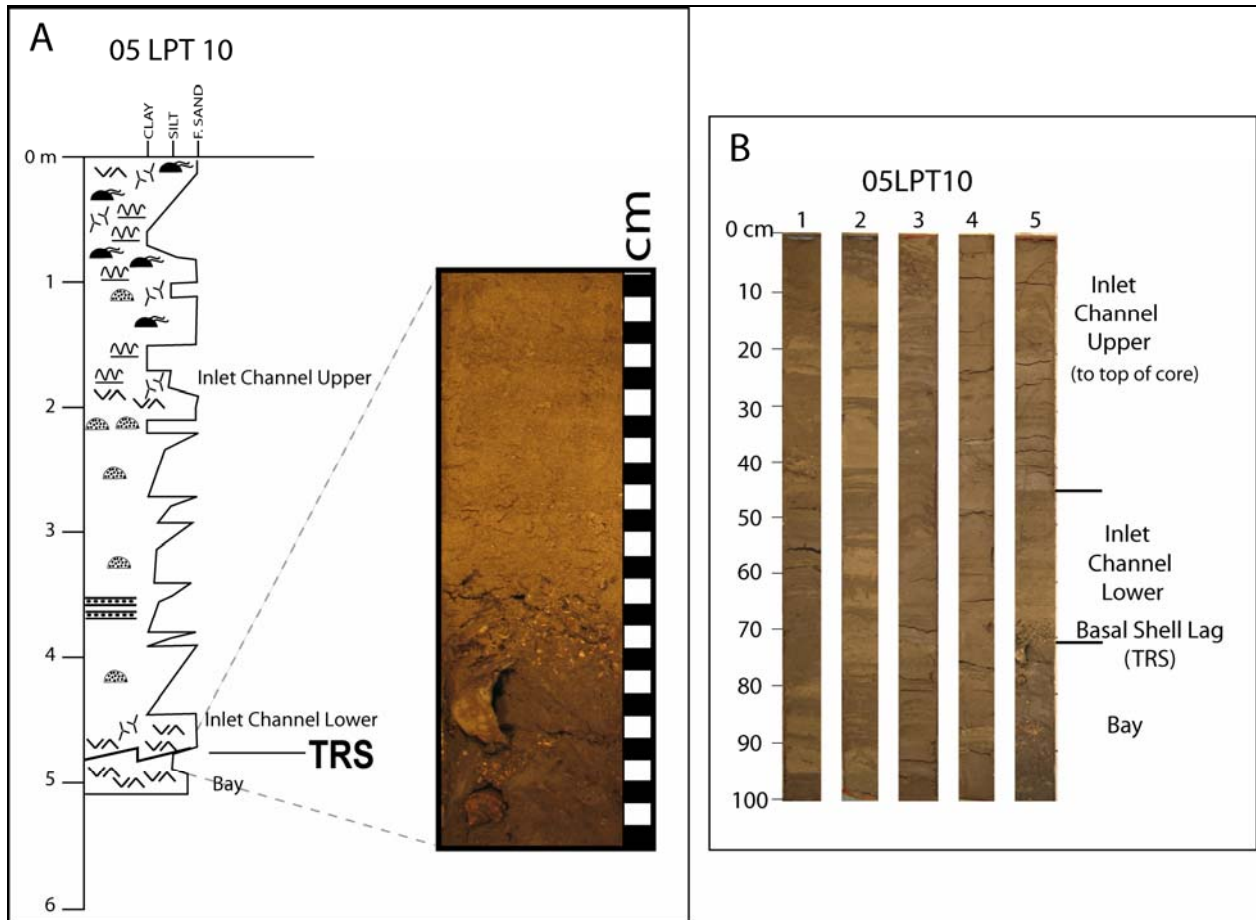 A
05 LPT 10
CLAY
SILT
F. SAND
0 m
1
2
3
4
5
6
Inlet Channel Upper
Inlet Channel Lower
TRS
Bay
cm
B
05LPT10
1 2 3 4 5
0 cm
10
20
30
40
50
60
70
80
90
100
Inlet
Channel
Upper
(to top of core)
Inlet
Channel
Lower
Basal Shell Lag
(TRS)
Bay